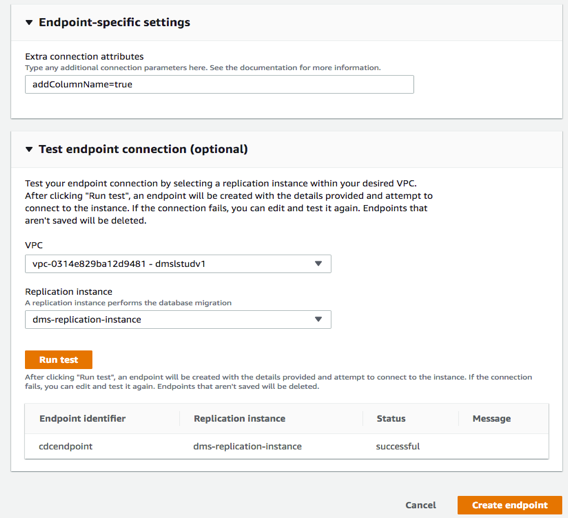 Endpoint-specific settings
Extra connection attributes
Type any additional connection parameters here. See the documentation for more information.
addColumnName=true
Test endpoint connection (optional)
Test your endpoint connection by selecting a replication instance within your desired VPC.
After clicking "Run test", an endpoint will be created with the details provided and attempt to
connect to the instance. If the connection fails, you can edit and test it again. Endpoints that
aren't saved will be deleted.
VPC
vpc-0314e829ba12d9481 - dmslstudv1
Replication instance
A replication instance performs the database migration
dms-replication-instance
Run test
After clicking "Run test", an endpoint will be created with the details provided and attempt to connect to the instance. If the connection
fails, you can edit and test it again. Endpoints that aren't saved will be deleted.
Endpoint identifier Replication instance Status Message
cdcendpoint dms-replication-instance successful
Cancel Create endpoint